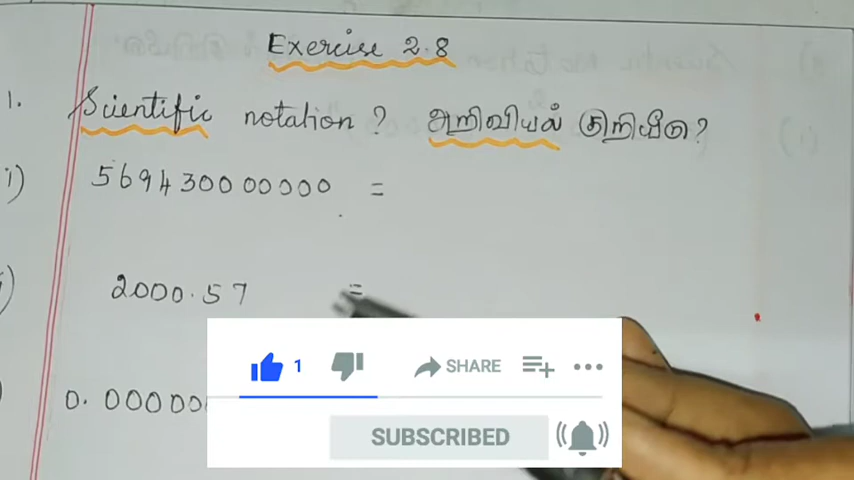 Exercise 2.8
1. Scientific notation? அறிவியல் குறியீடு?
i) 569430000000 =
2000.57 =
1 SHARE
0.00000
SUBSCRIBED